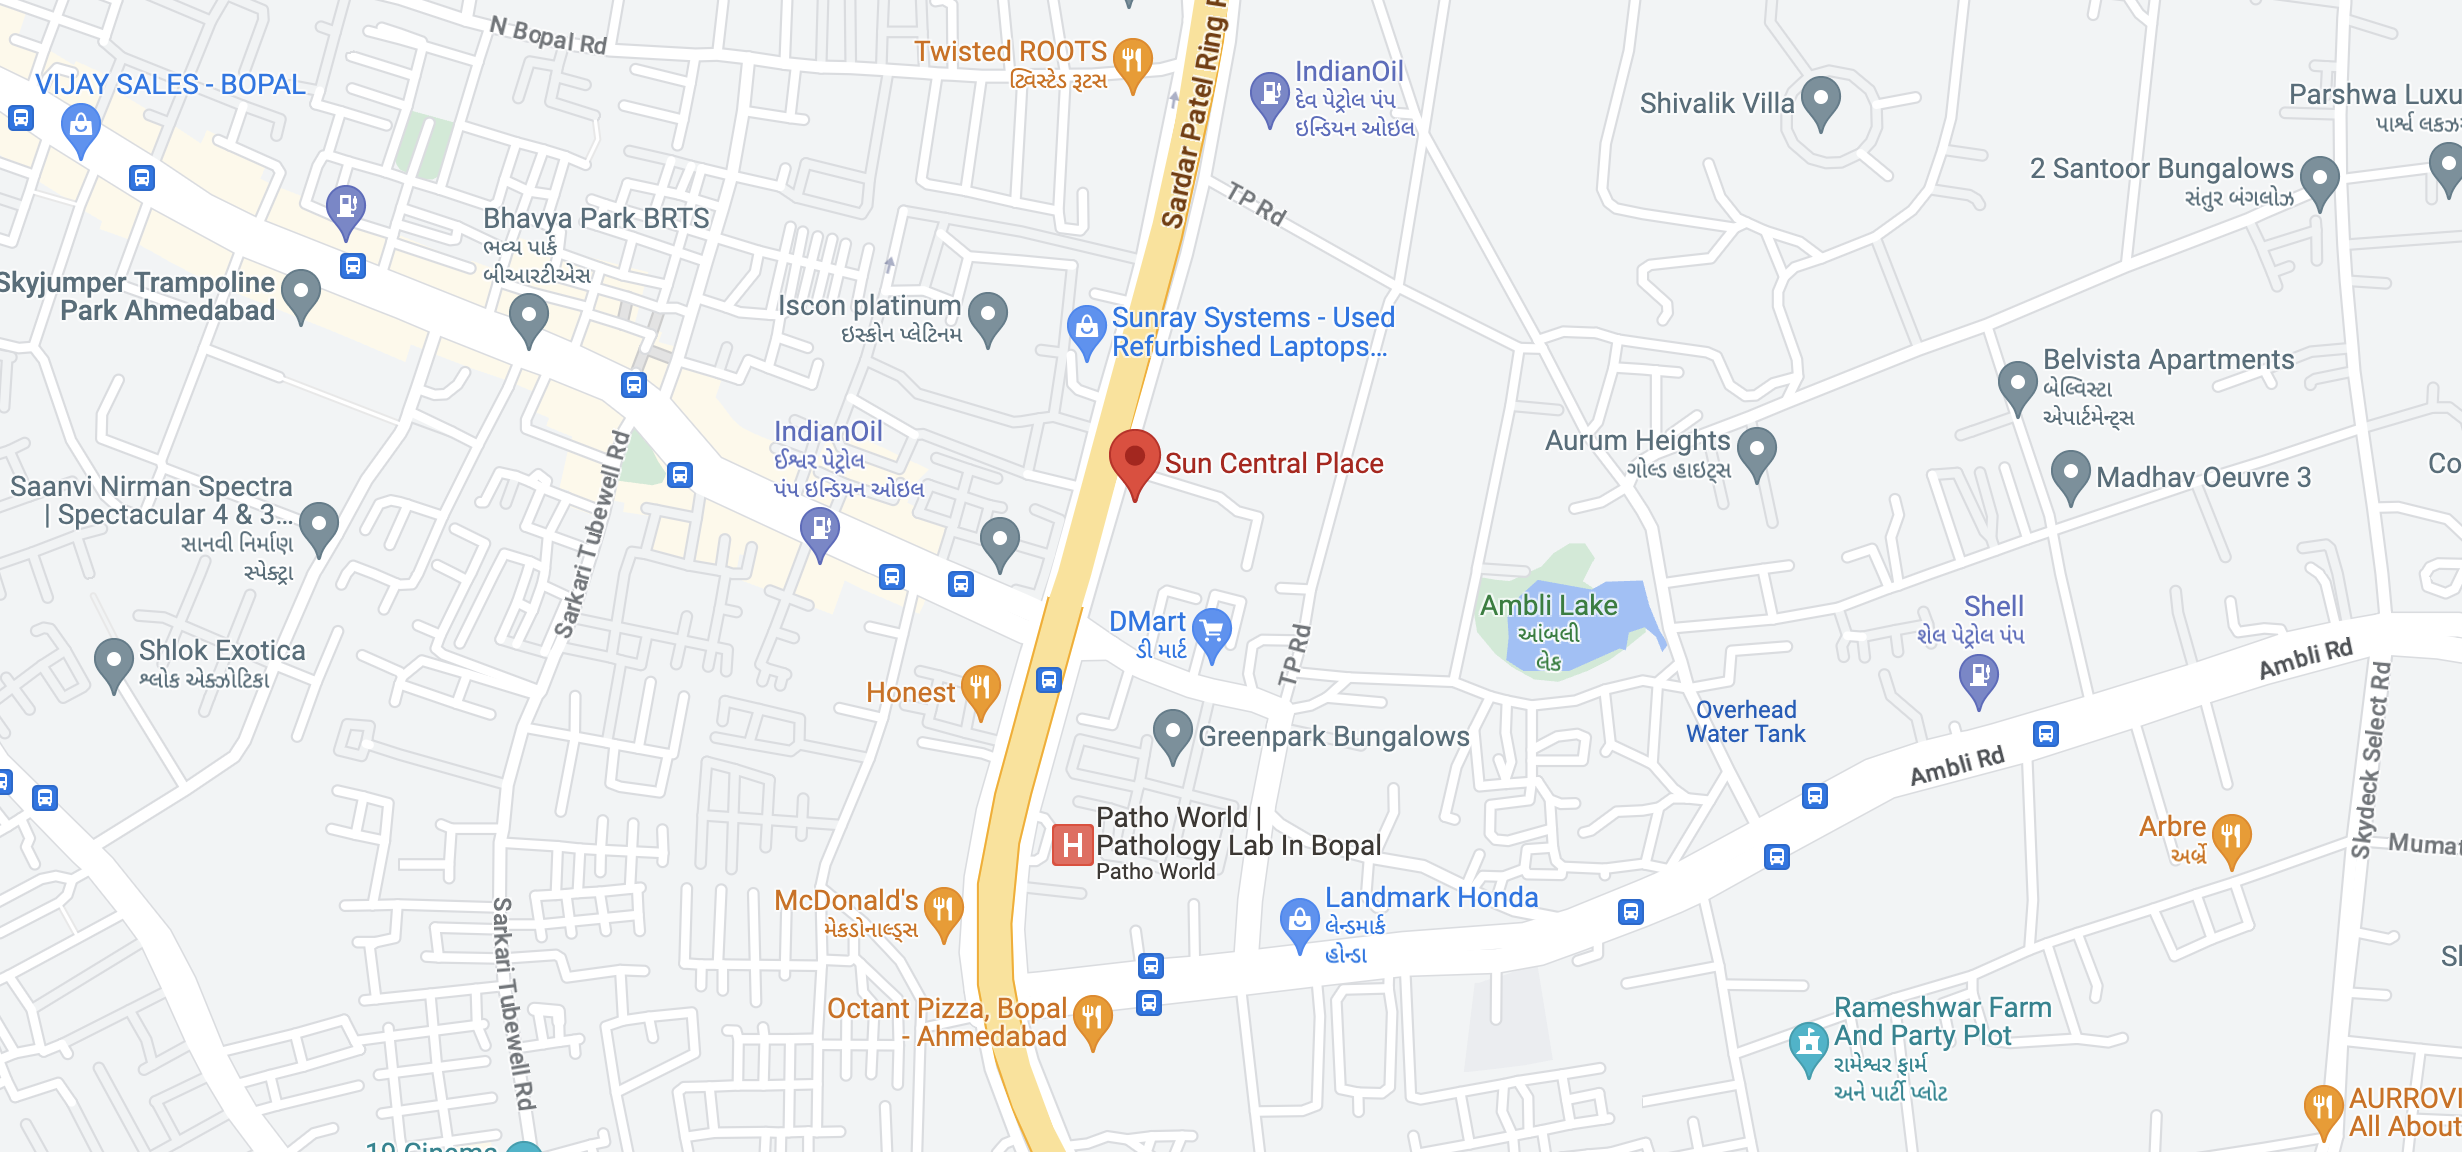 N Bopal Rd
VIJAY SALES - BOPAL
Twisted ROOTS
ટ્વિસ્ટેડ રૂટસ
Sardar Patel Ring
IndianOil
દેવ પેટ્રોલ પંપ
ઇન્ડિયન ઓઇલ
Shivalik Villa
Parshwa Luxu
પાર્શ્વ લકઝ
TP Rd
2 Santoor Bungalows
સંતુર બંગલોઝ
Bhavya Park BRTS
ભવ્ય પાર્ક
બીઆરટીએસ
Skyjumper Trampoline
Park Ahmedabad
Iscon platinum
ઇસ્કોન પ્લેટિનમ
Sunray Systems - Used
Refurbished Laptops...
Belvista Apartments
બેલ્વિસ્ટા
એપાર્ટમેન્ટ્સ
IndianOil
ઈશ્વર પેટ્રોલ
પંપ ઇન્ડિયન ઓઇલ
Sun Central Place
Aurum Heights
ગોલ્ડ હાઇટ્સ
Madhav Oeuvre 3
Co
Saanvi Nirman Spectra
| Spectacular 4 & 3...
સાનવી નિર્માણ
સ્પેક્ટ્રા
Sarkari Tubewell Rd
Ambli Lake
આંબલી
લેક
DMart
ડી માર્ટ
TP Rd
Shell
શેલ પેટ્રોલ પંપ
Shlok Exotica
શ્લોક એક્ઝોટિકા
Ambli Rd
Honest
Greenpark Bungalows
Overhead
Water Tank
Ambli Rd
Skydeck Select Rd
Patho World |
Pathology Lab In Bopal
Patho World
H
Arbre
અર્બ્રે
Mumat
McDonald's
મેકડોનાલ્ડ્સ
Landmark Honda
લેન્ડમાર્ક
હોન્ડા
Sarkari Tubewell Rd
Octant Pizza, Bopal
- Ahmedabad
Rameshwar Farm
And Party Plot
રામેશ્વર ફાર્મ
અને પાર્ટી પ્લોટ
AURROVI
All About
19 Cinema